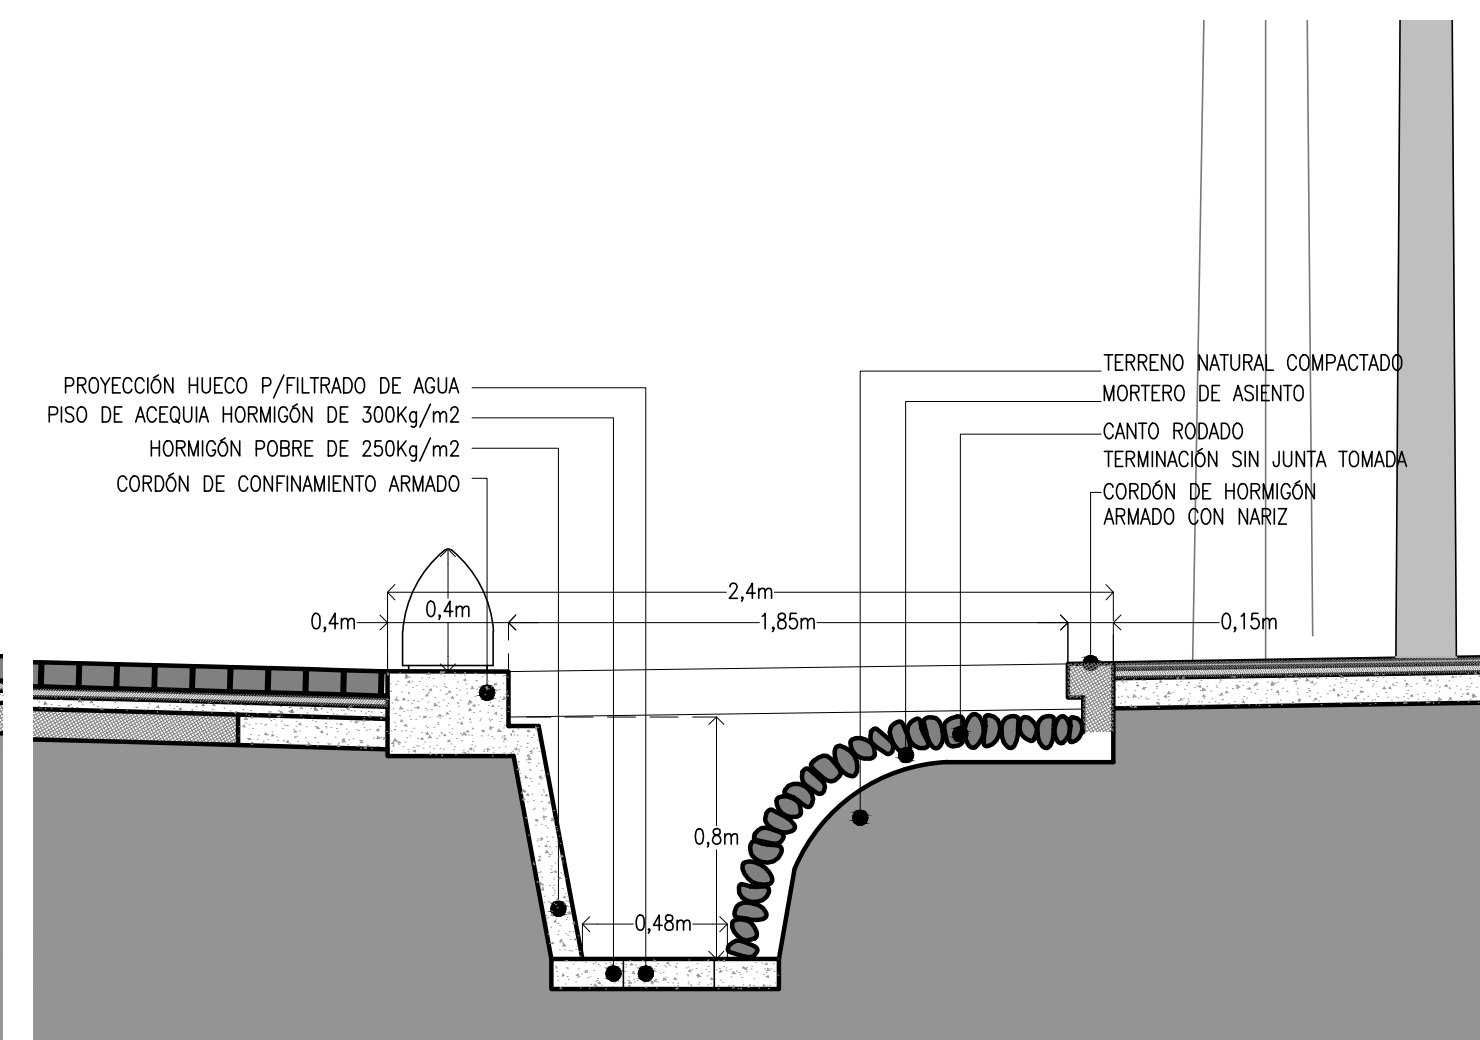 PROYECCIÓN HUECO P/FILTRADO DE AGUA
PISO DE ACEQUIA HORMIGÓN DE 300Kg/m2
HORMIGÓN POBRE DE 250Kg/m2
CORDÓN DE CONFINAMIENTO ARMADO
TERRENO NATURAL COMPACTADO
MORTERO DE ASIENTO
CANTO RODADO
TERMINACIÓN SIN JUNTA TOMADA
CORDÓN DE HORMIGÓN
ARMADO CON NARIZ
2,4m
0,4m
0,4m
1,85m
0,15m
0,8m
0,48m